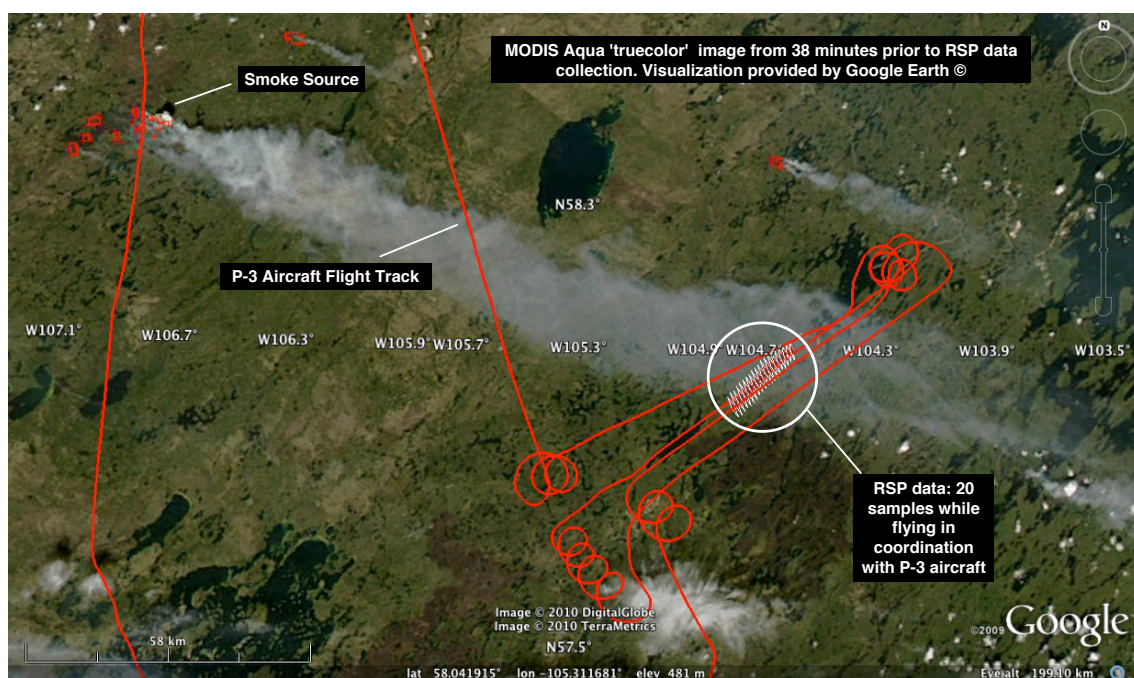 N
MODIS Aqua 'truecolor' image from 38 minutes prior to RSP data
collection. Visualization provided by Google Earth ©
Smoke Source
N58.3°
P-3 Aircraft Flight Track
W107.1°
W106.7°
W106.3°
W105.9°
W105.7°
W105.3°
W104.9°
W104.7°
W104.3°
W103.9°
W103.5°
RSP data: 20
samples while
flying in
coordination
with P-3 aircraft
Image © 2010 DigitalGlobe
Image © 2010 TerraMetrics
©2009 Google
58 km
N57.5°
lat 58.041915° lon -105.311681° elev 481 m
Eye alt 199.10 km